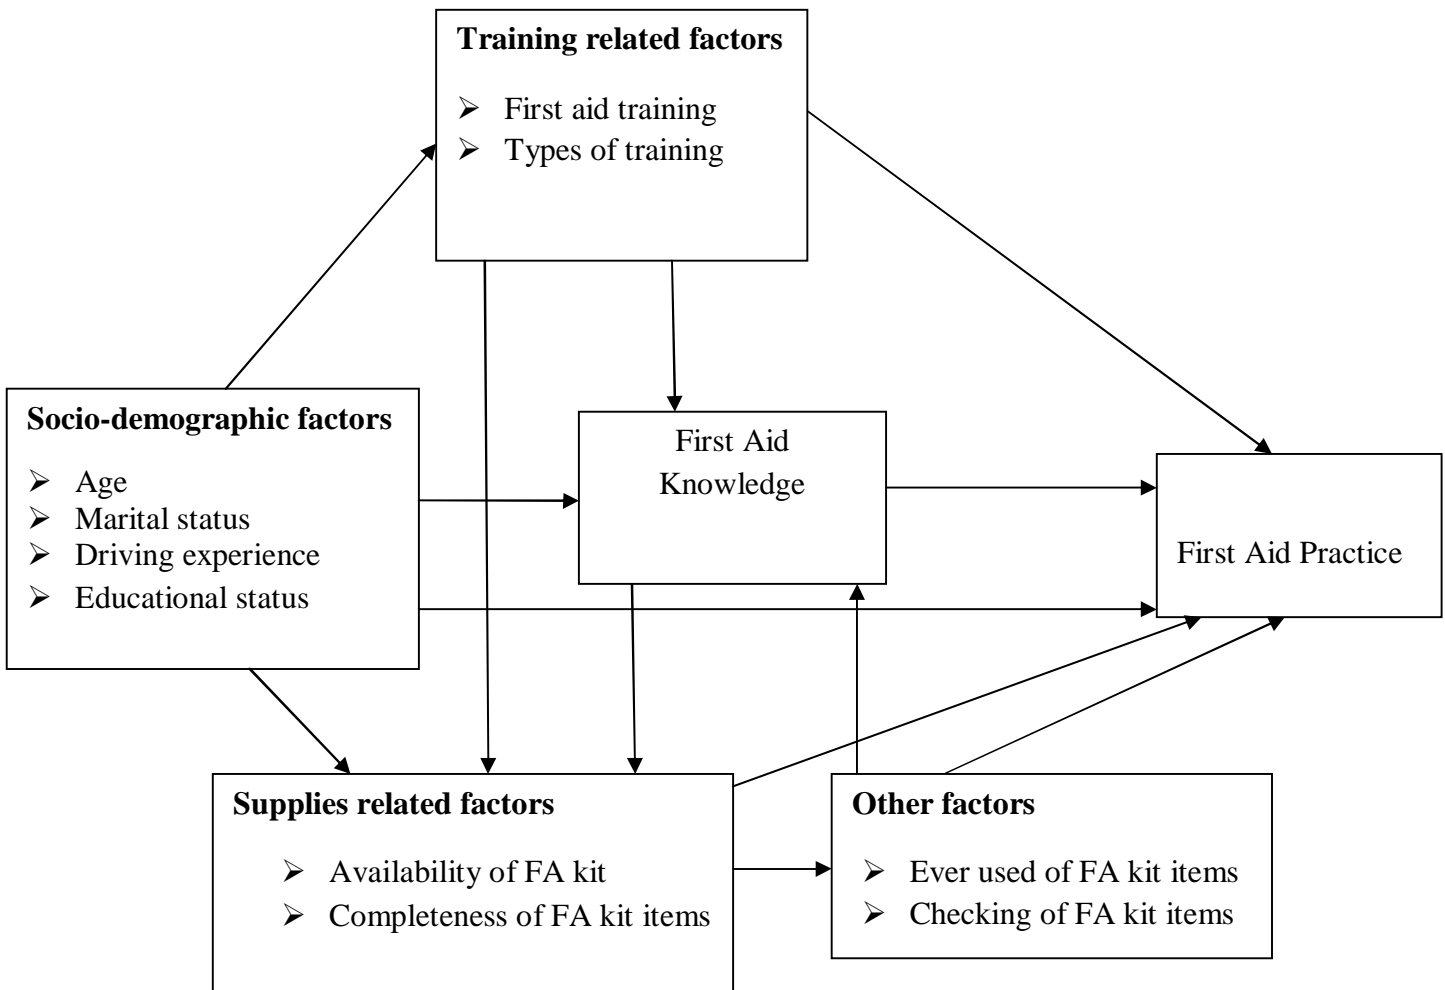 Training related factors
➢ First aid training
➢ Types of training
Socio-demographic factors
➢ Age
➢ Marital status
➢ Driving experience
➢ Educational status
First Aid
Knowledge
First Aid Practice
Supplies related factors
➢ Availability of FA kit
➢ Completeness of FA kit items
Other factors
➢ Ever used of FA kit items
➢ Checking of FA kit items